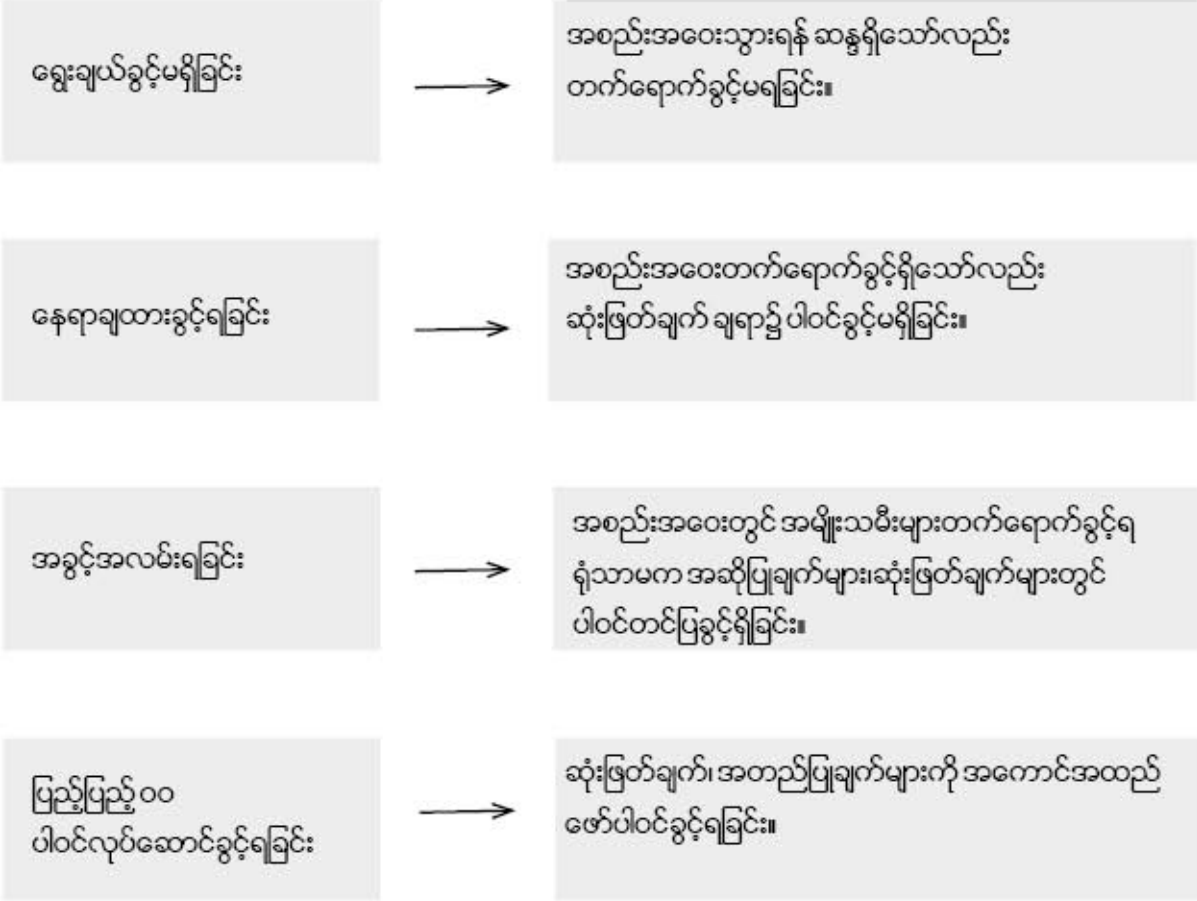 ရွေးချယ်ခွင့်မရှိခြင်း
အစည်းအဝေးသွားရန် ဆန္ဒရှိသော်လည်း
တက်ရောက်ခွင့်မရခြင်း။
နေရာချထားခွင့်ရခြင်း
အစည်းအဝေးတက်ရောက်ခွင့်ရှိသော်လည်း
ဆုံးဖြတ်ချက် ချရာ၌ ပါဝင်ခွင့်မရှိခြင်း။
အခွင့်အလမ်းရခြင်း
အစည်းအဝေးတွင် အမျိုးသမီးများတက်ရောက်ခွင့်ရ
ရုံသာမက အဆိုပြုချက်များ၊ဆုံးဖြတ်ချက်များတွင်
ပါဝင်တင်ပြခွင့်ရှိခြင်း။
ပြည့်ပြည့် ဝဝ
ပါဝင်လုပ်ဆောင်ခွင့်ရခြင်း
ဆုံးဖြတ်ချက်၊ အတည်ပြုချက်များကို အကောင်အထည်
ဖော်ပါဝင်ခွင့်ရခြင်း။